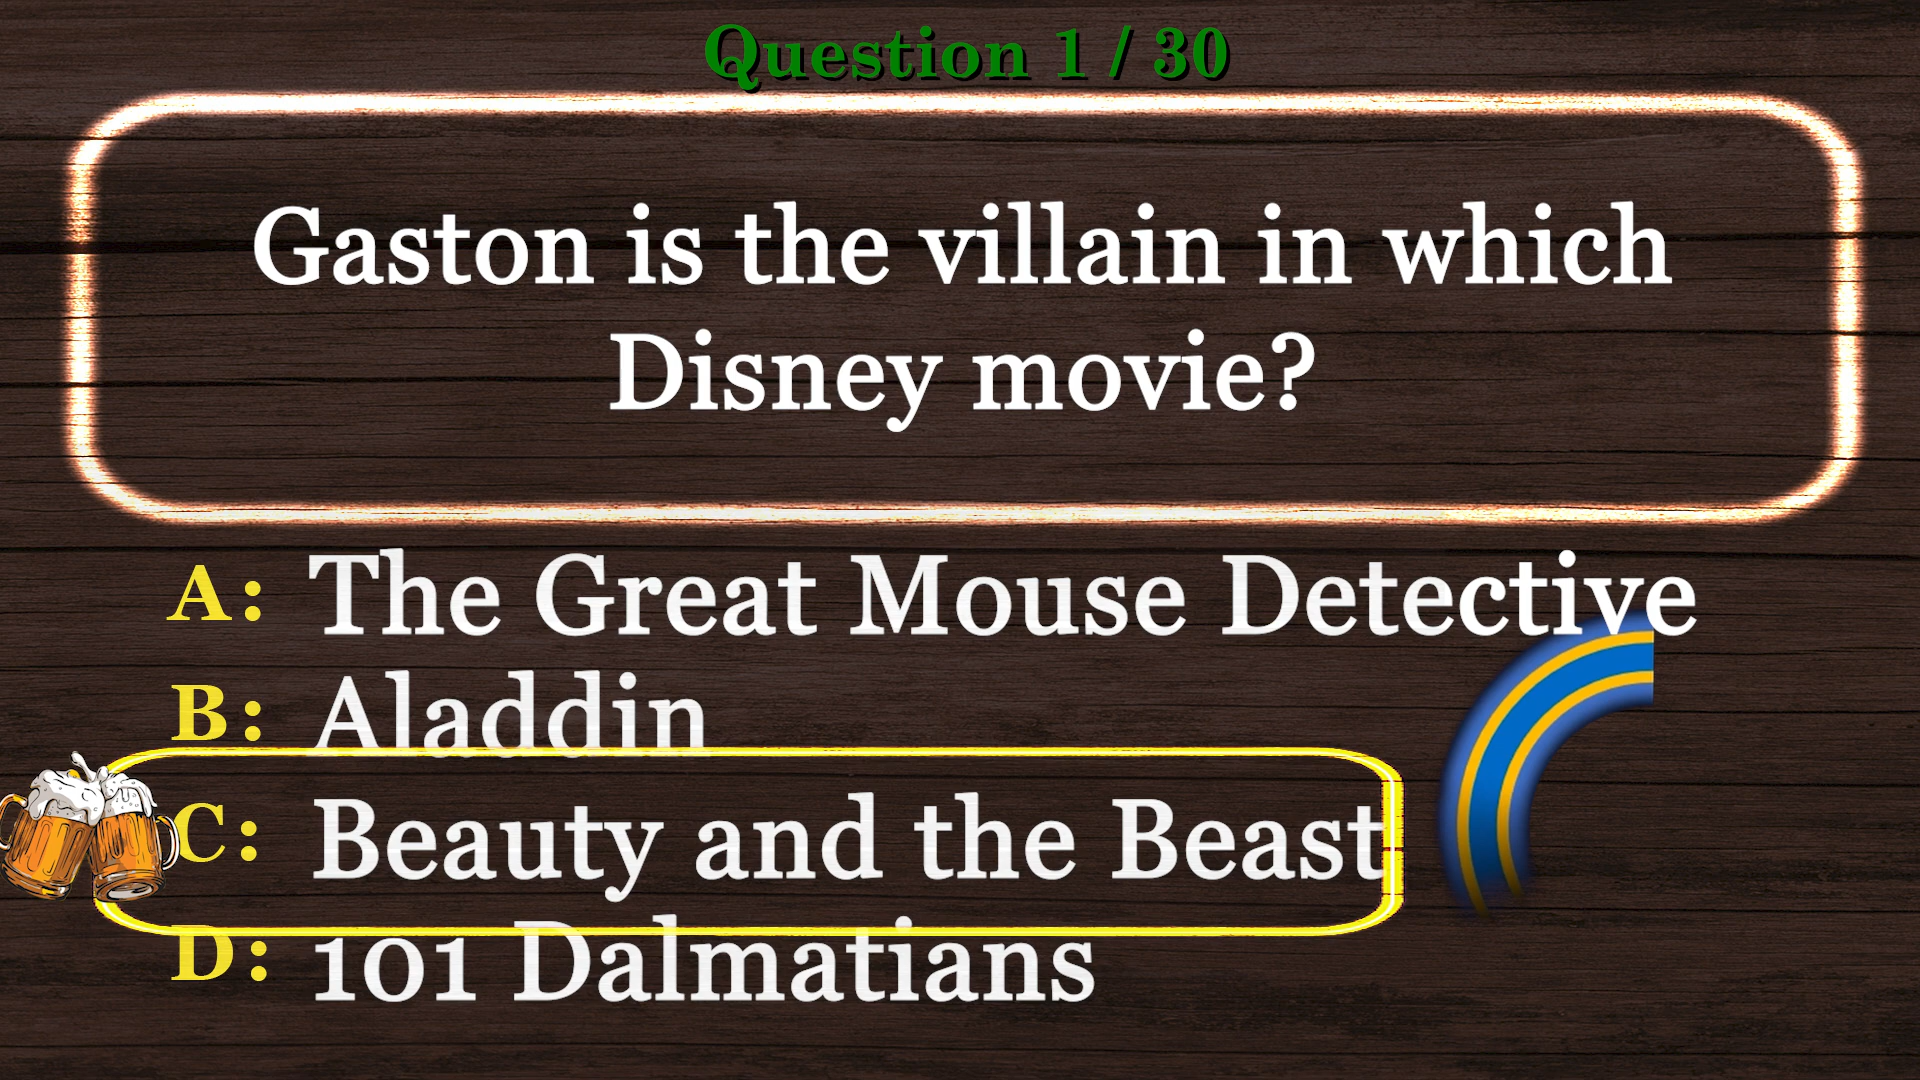 Question 1 / 30
Gaston is the villain in which
Disney movie?
A: The Great Mouse Detective
B: Aladdin
C: Beauty and the Beast
D: 101 Dalmatians